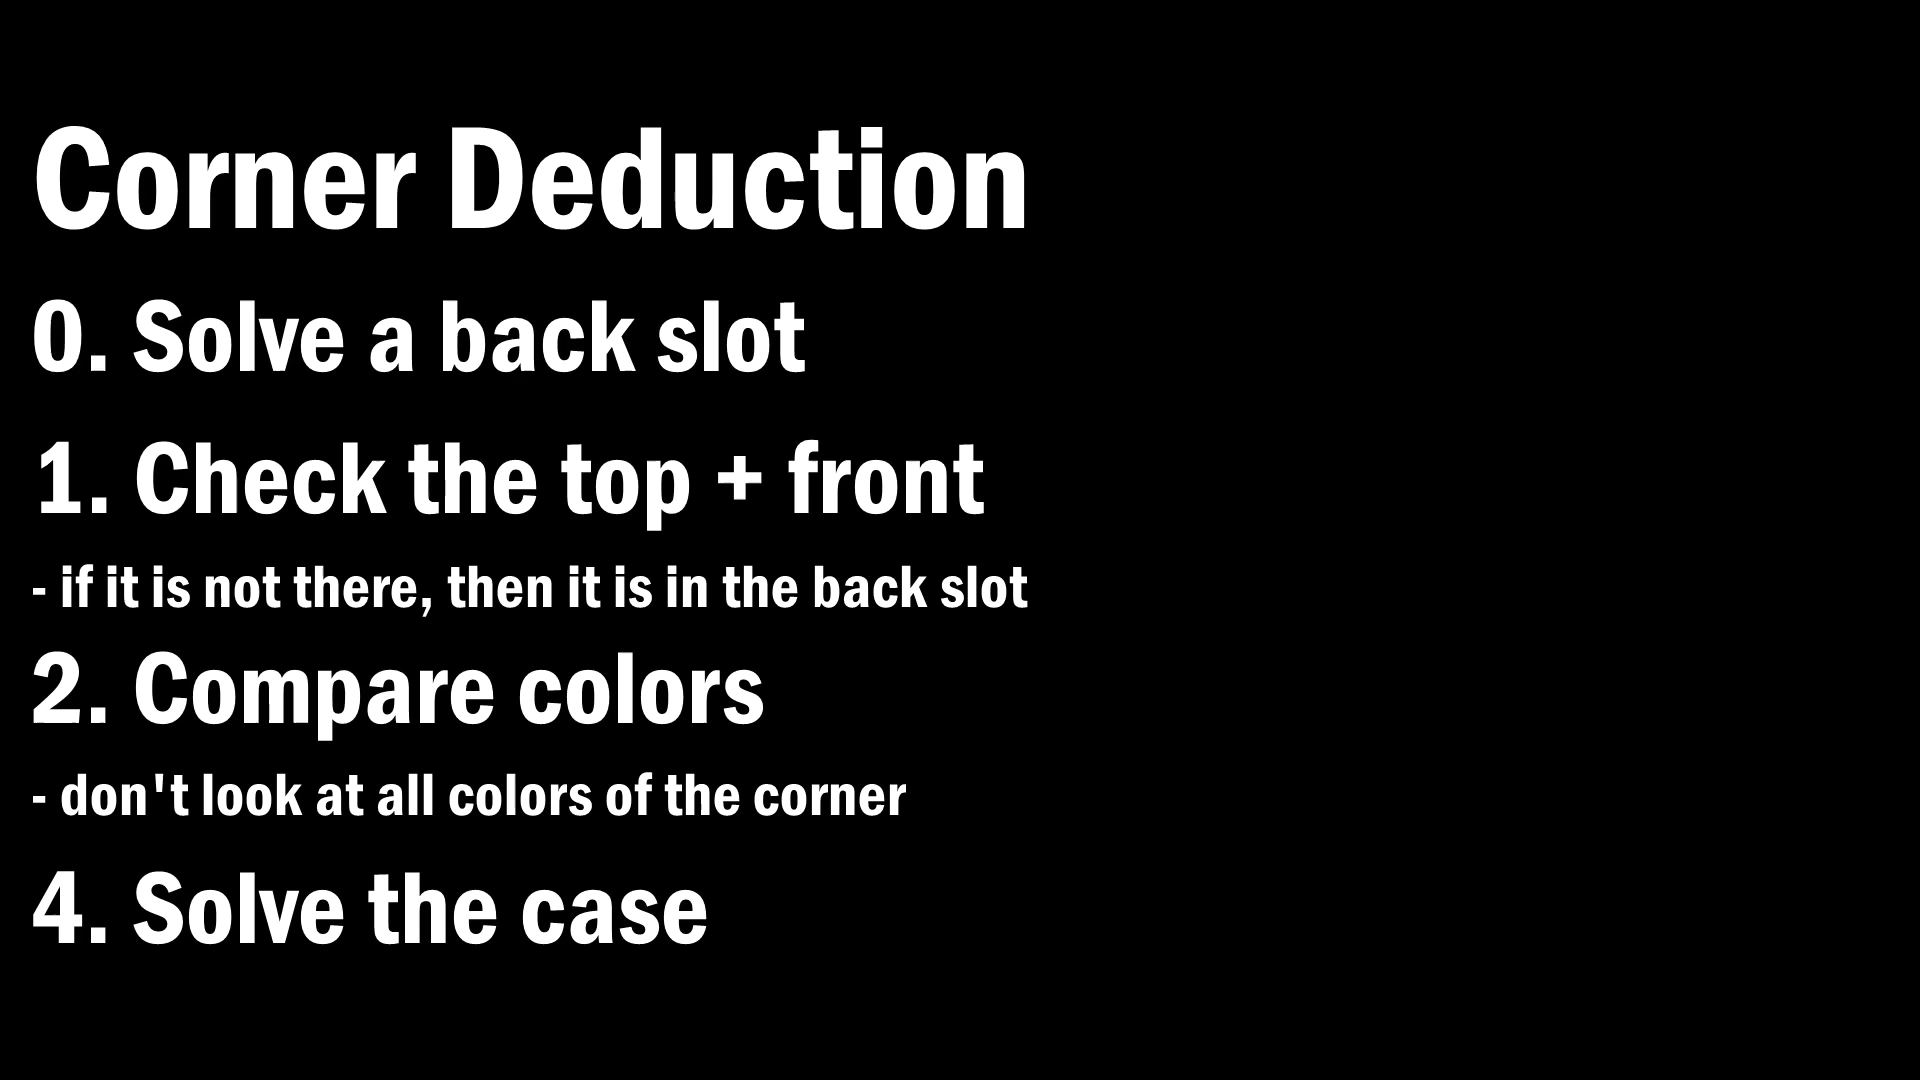 Corner Deduction
0. Solve a back slot
1. Check the top + front
- if it is not there, then it is in the back slot
2. Compare colors
- don't look at all colors of the corner
4. Solve the case